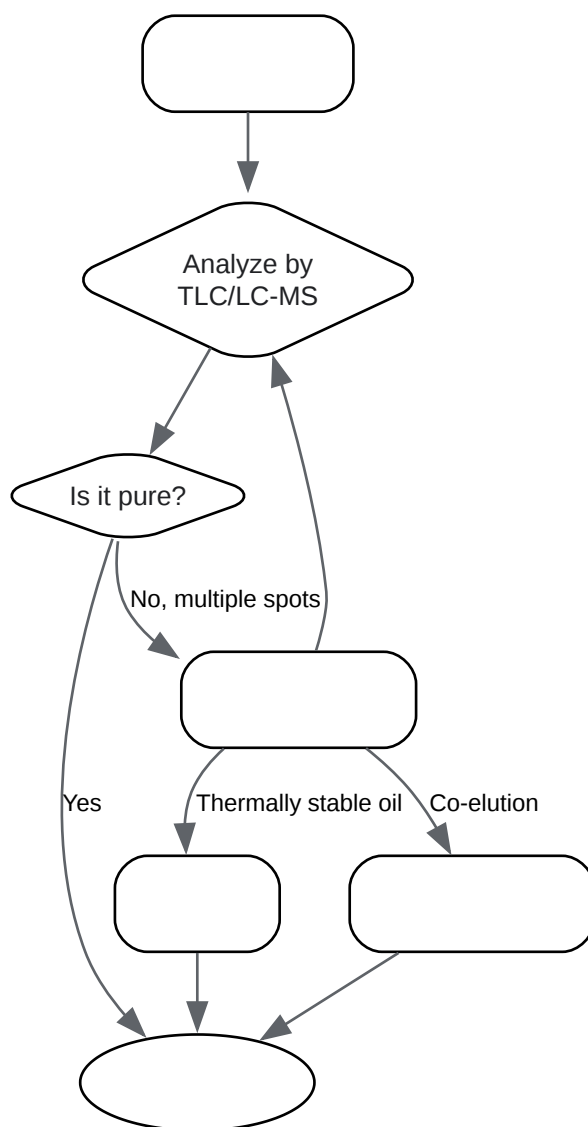 Analyze by
TLC/LC-MS
Is it pure?
No, multiple spots
Yes
Thermally stable oil
Co-elution